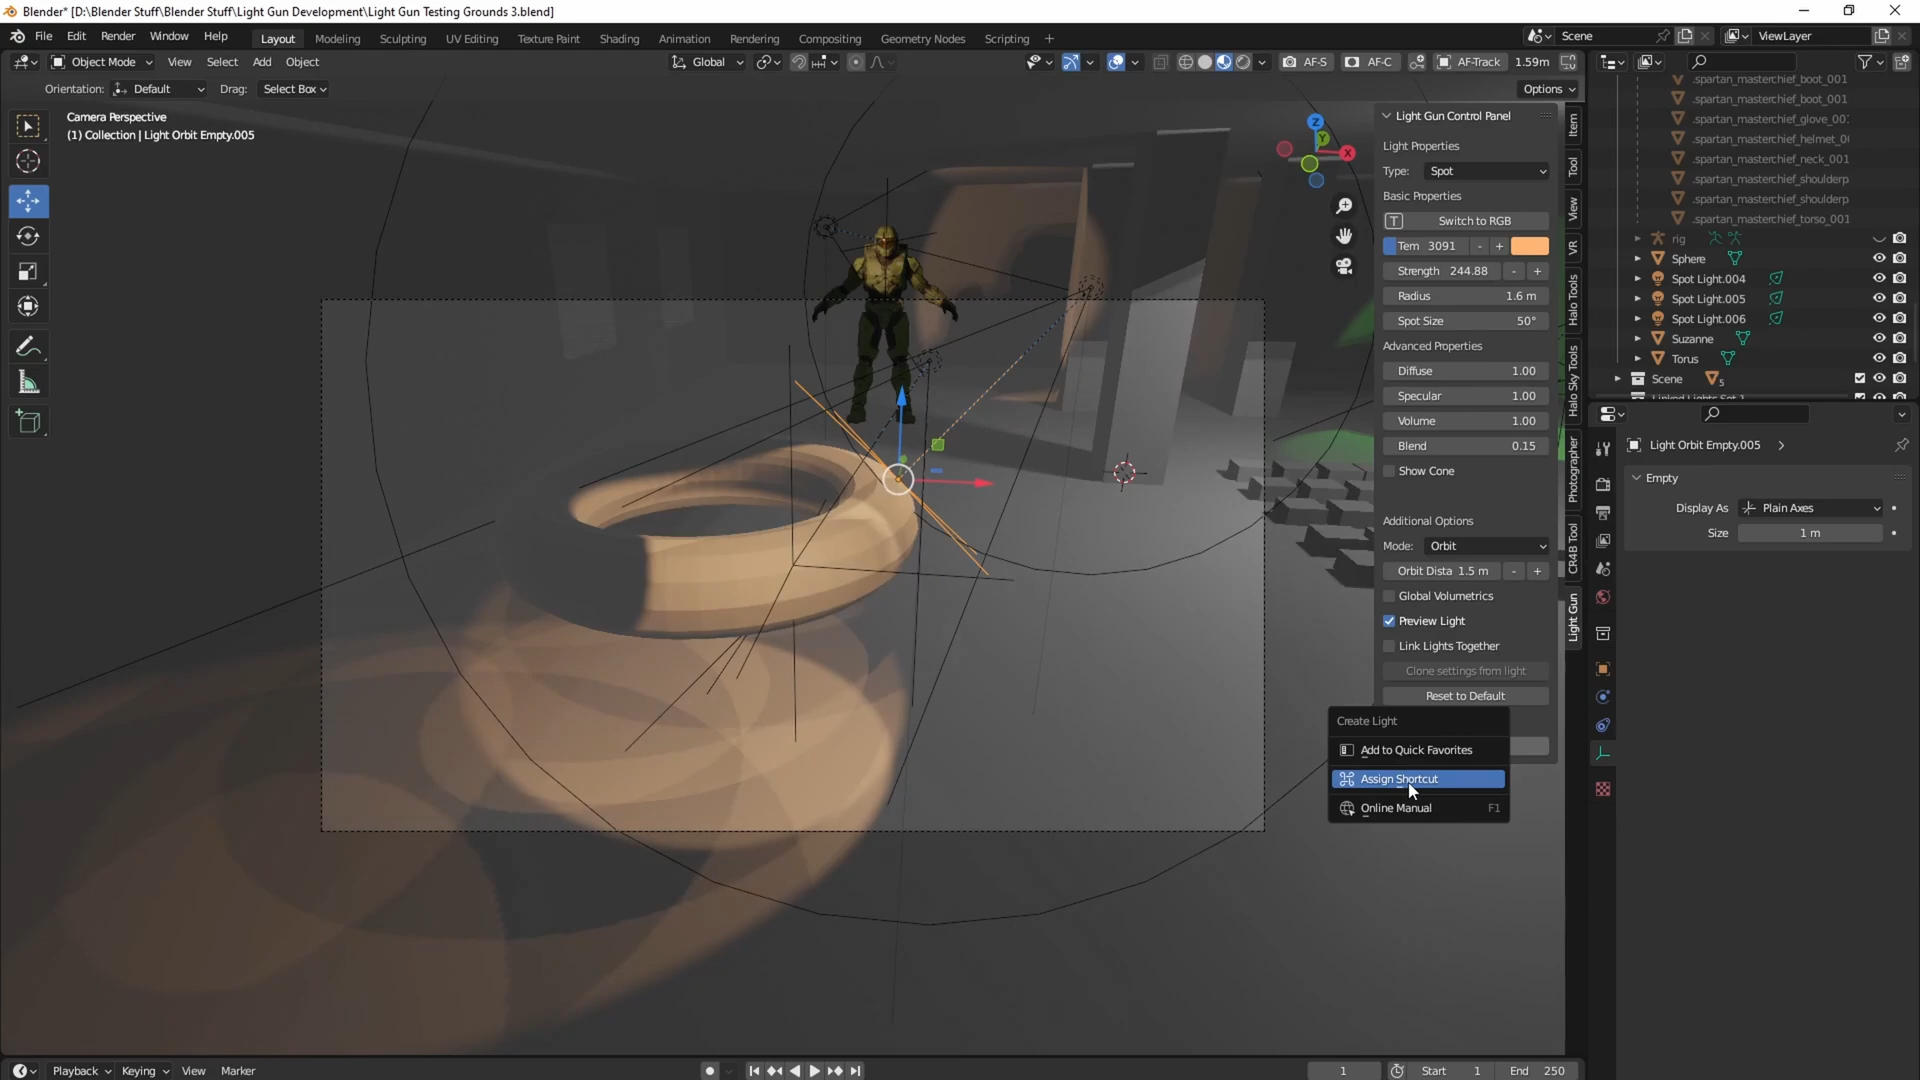 Blender* [D:\Blender Stuff\Blender Stuff\Light Gun Development\Light Gun Testing Grounds 3.blend]
File Edit Render Window Help Layout Modeling Sculpting UV Editing Texture Paint Shading Animation Rendering Compositing Geometry Nodes Scripting + Scene ViewLayer
Object Mode View Select Add Object Global AF-S AF-C AF-Track 1.59m
Orientation: Default Drag: Select Box Options
Camera Perspective
(1) Collection | Light Orbit Empty.005
Z
Y
X
Light Gun Control Panel
Light Properties
Type: Spot
Basic Properties
T Switch to RGB
Tem 3091 - +
Strength 244.88 - +
Radius 1.6 m
Spot Size 50°
Advanced Properties
Diffuse 1.00
Specular 1.00
Volume 1.00
Blend 0.15
Show Cone
Additional Options
Mode: Orbit
Orbit Dista 1.5 m - +
Global Volumetrics
Preview Light
Link Lights Together
Clone settings from light
Reset to Default
Create Light
Add to Quick Favorites
Assign Shortcut
Online Manual F1
Item
Tool
View
VR
Halo Tools
Halo Sky Tools
Photographer
CR4B Tool
Light Gun
.spartan_masterchief_boot_001
.spartan_masterchief_boot_001
.spartan_masterchief_glove_001
.spartan_masterchief_helmet_0
.spartan_masterchief_neck_001
.spartan_masterchief_shoulderp
.spartan_masterchief_shoulderp
.spartan_masterchief_torso_001
rig
Sphere
Spot Light.004
Spot Light.005
Spot Light.006
Suzanne
Torus
Scene 5
Light Orbit Empty.005
Empty
Display As Plain Axes
Size 1 m
Playback Keying View Marker 1 Start 1 End 250